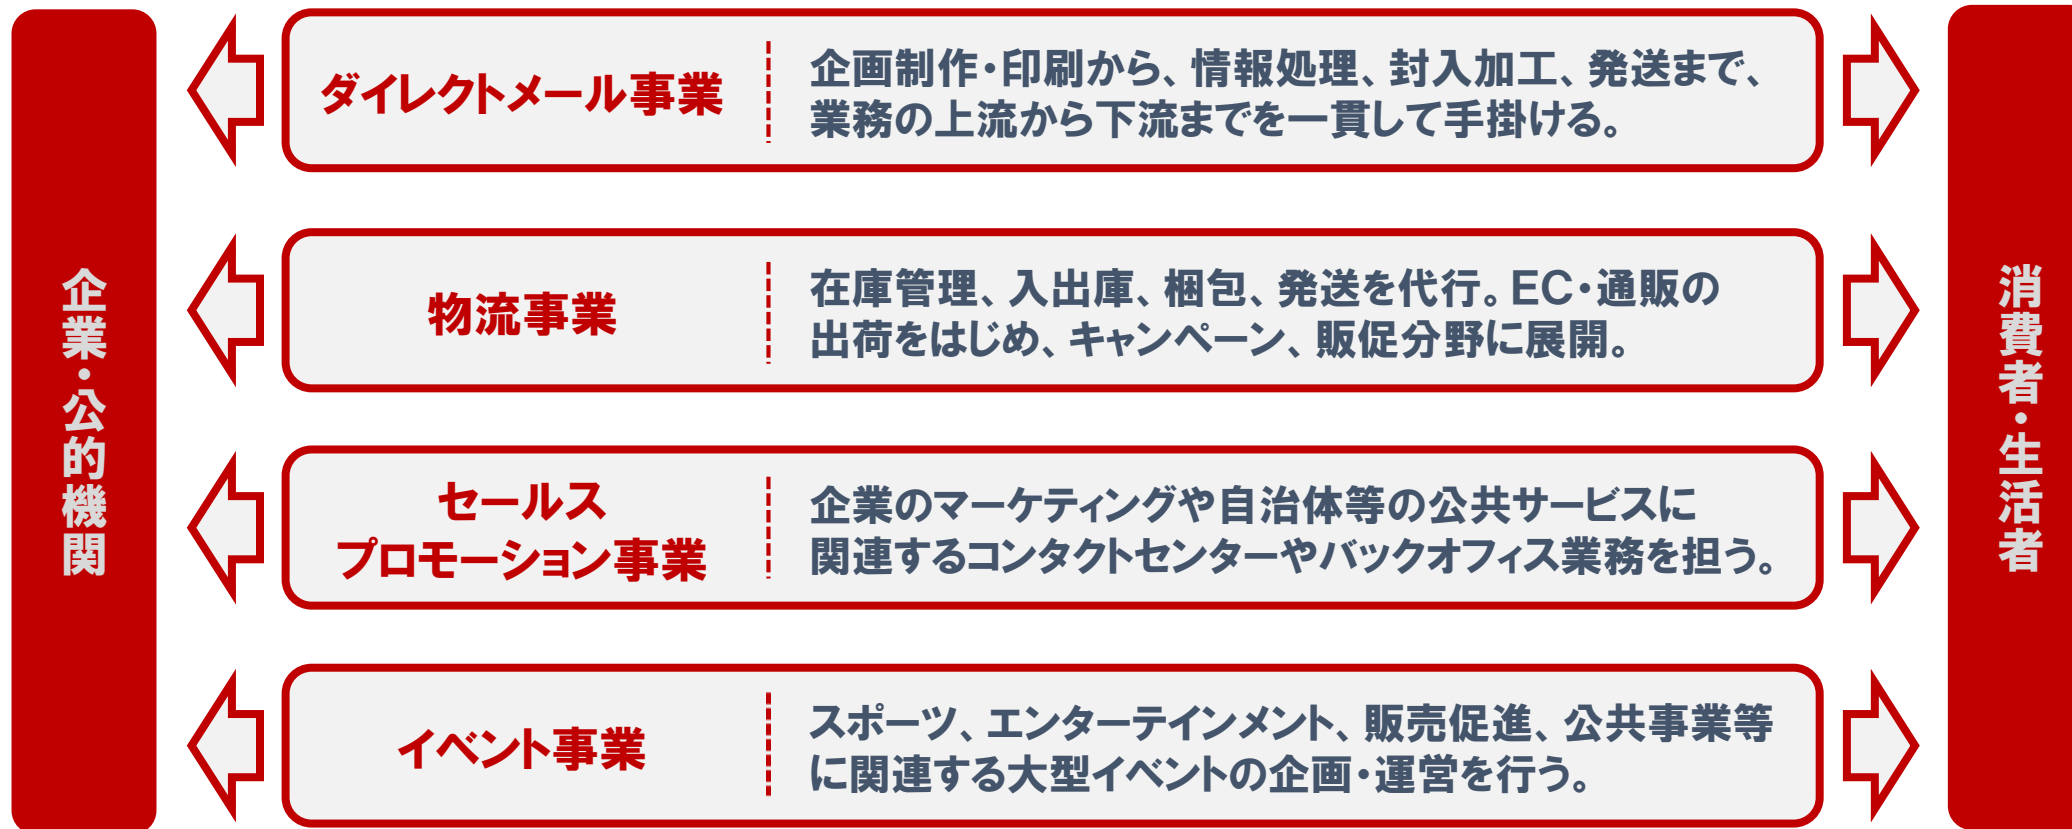 企業・公的機関
ダイレクトメール事業
企画制作・印刷から、情報処理、封入加工、発送まで、
業務の上流から下流までを一貫して手掛ける。
物流事業
在庫管理、入出庫、梱包、発送を代行。EC・通販の
出荷をはじめ、キャンペーン、販促分野に展開。
セールス
プロモーション事業
企業のマーケティングや自治体等の公共サービスに
関連するコンタクトセンターやバックオフィス業務を担う。
イベント事業
スポーツ、エンターテインメント、販売促進、公共事業等
に関連する大型イベントの企画・運営を行う。
消費者・生活者